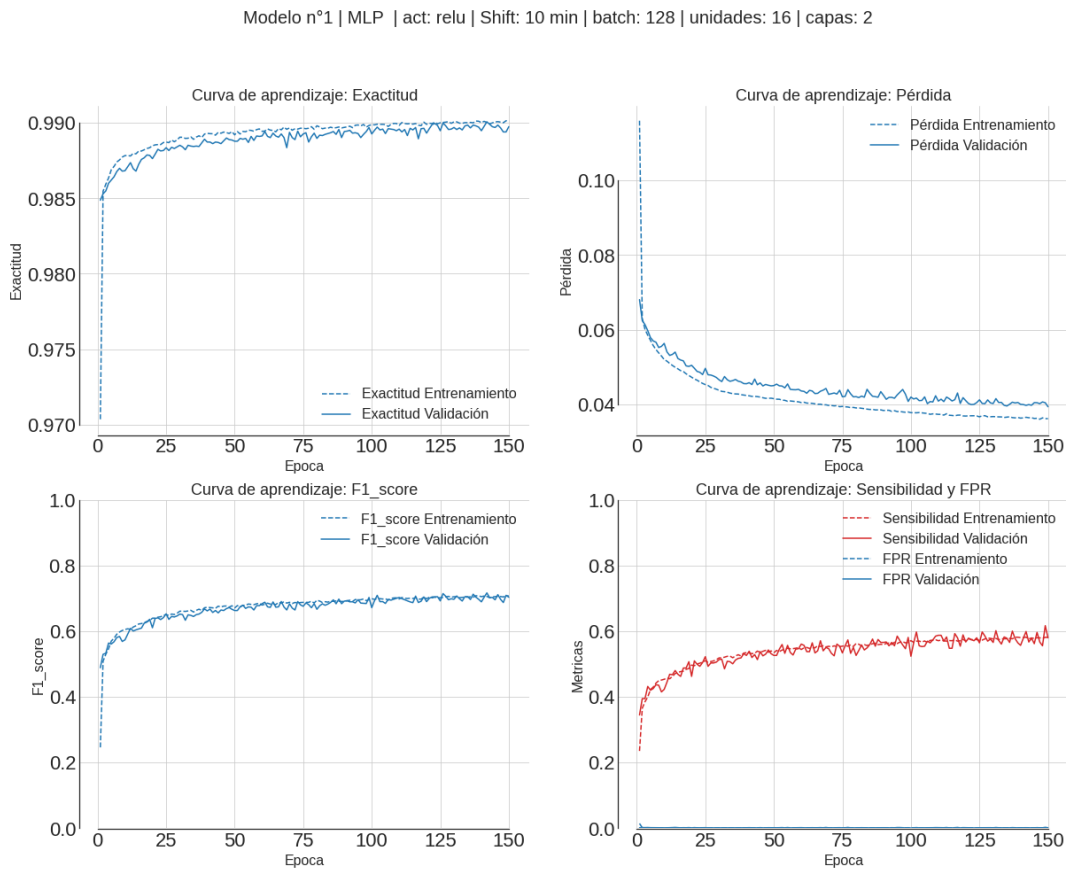 Modelo n°1 | MLP | act: relu | Shift: 10 min | batch: 128 | unidades: 16 | capas: 2
Curva de aprendizaje: Exactitud
0.990
0.985
0.980
0.975
0.970
Exactitud
Exactitud Entrenamiento
Exactitud Validación
0 25 50 75 100 125 150
Epoca
Curva de aprendizaje: Pérdida
Pérdida Entrenamiento
Pérdida Validación
0.10
0.08
0.06
0.04
Pérdida
0 25 50 75 100 125 150
Epoca
Curva de aprendizaje: F1_score
1.0
0.8
0.6
0.4
0.2
0.0
F1_score
F1_score Entrenamiento
F1_score Validación
0 25 50 75 100 125 150
Epoca
Curva de aprendizaje: Sensibilidad y FPR
1.0
0.8
0.6
0.4
0.2
0.0
Metricas
Sensibilidad Entrenamiento
Sensibilidad Validación
FPR Entrenamiento
FPR Validación
0 25 50 75 100 125 150
Epoca